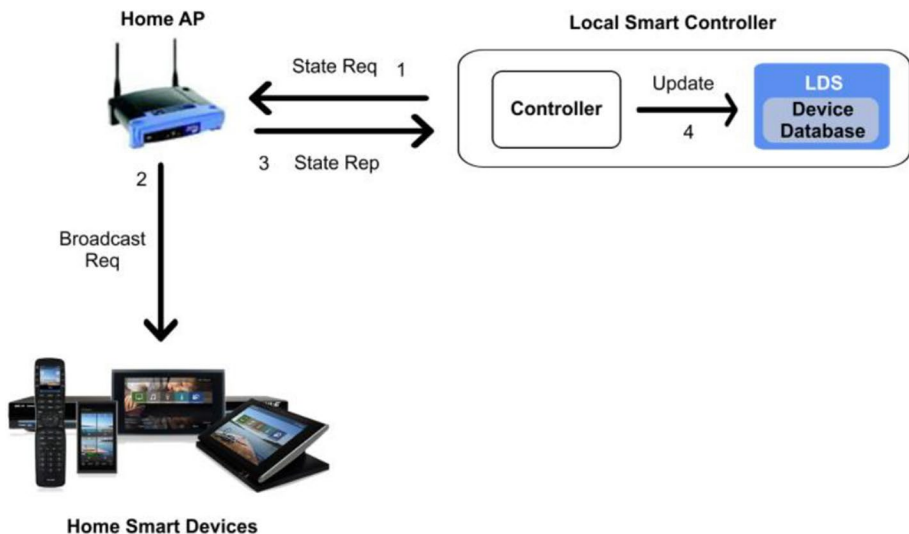 Home AP
Local Smart Controller
State Req 1
Controller
Update
4
LDS
Device
Database
3 State Rep
2
Broadcast
Req
Home Smart Devices